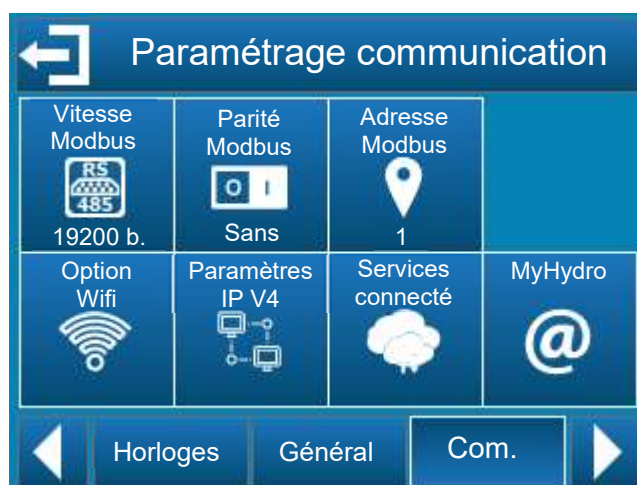 Paramétrage communication
Vitesse
Modbus
RS
485
19200 b.
Parité
Modbus
O I
Sans
Adresse
Modbus
1
Option
Wifi
Paramètres
IP V4
Services
connecté
MyHydro
@
Horloges
Général
Com.